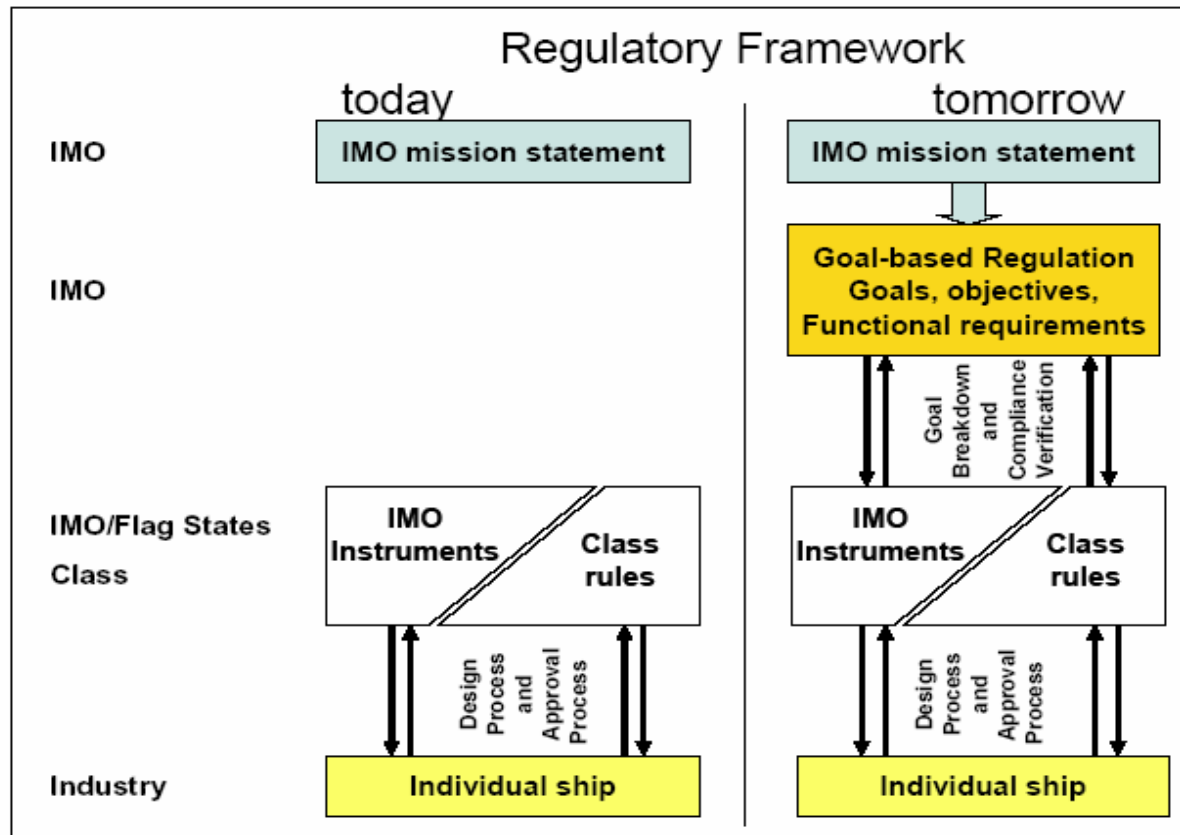 Regulatory Framework
today
tomorrow
IMO
IMO mission statement
IMO mission statement
IMO
Goal-based Regulation
Goals, objectives,
Functional requirements
Goal
Breakdown
and
Compliance
Verification
IMO/Flag States
Class
IMO
Instruments
Class
rules
IMO
Instruments
Class
rules
Design
Process
and
Approval
Process
Design
Process
and
Approval
Process
Industry
Individual ship
Individual ship